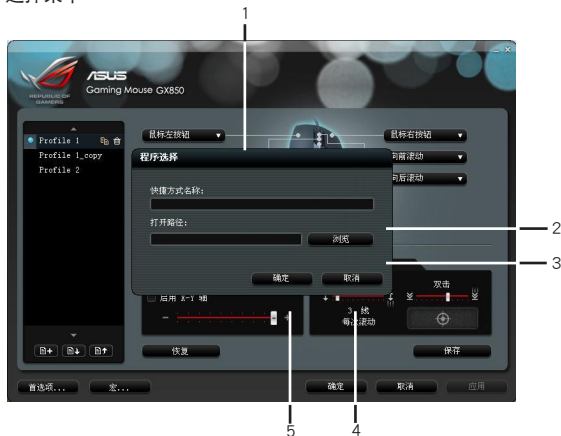 1
ASUS
Gaming Mouse GX850
REPUBLIC OF
GAMERS
Profile 1
Profile 1_copy
Profile 2
鼠标左按钮
鼠标右按钮
向前滚动
向后滚动
程序选择
快捷方式名称:
打开路径:
浏览
确定
取消
2
3
启用 X-Y 轴
3 线
每次滚动
双击
恢复
保存
首选项...
宏...
确定
取消
应用
5
4